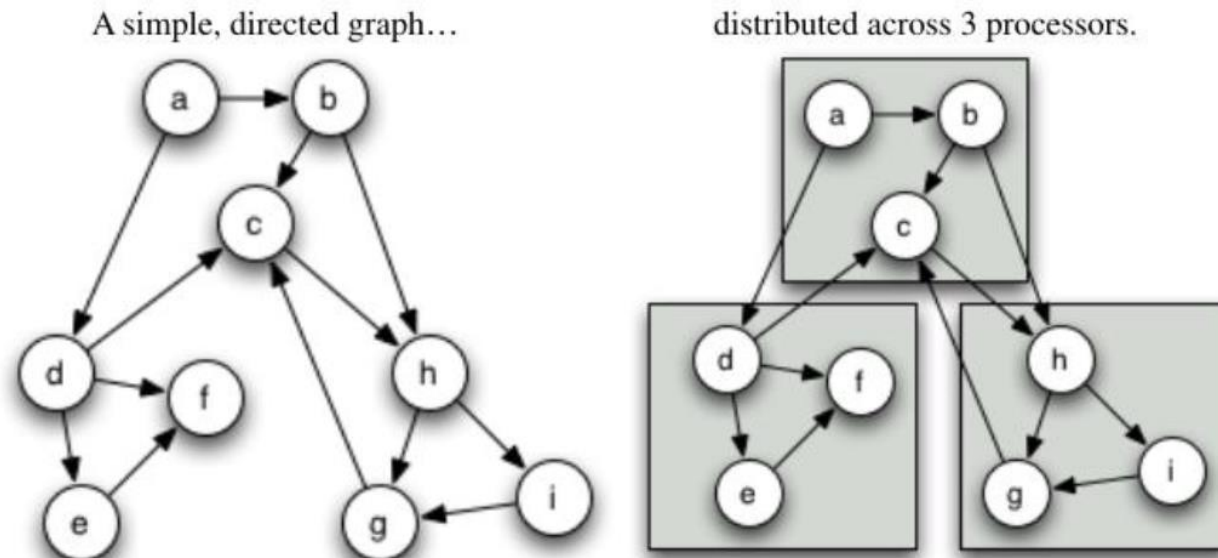 A simple, directed graph…
distributed across 3 processors.
a
b
c
d
f
h
e
g
i
a
b
c
d
f
h
e
g
i